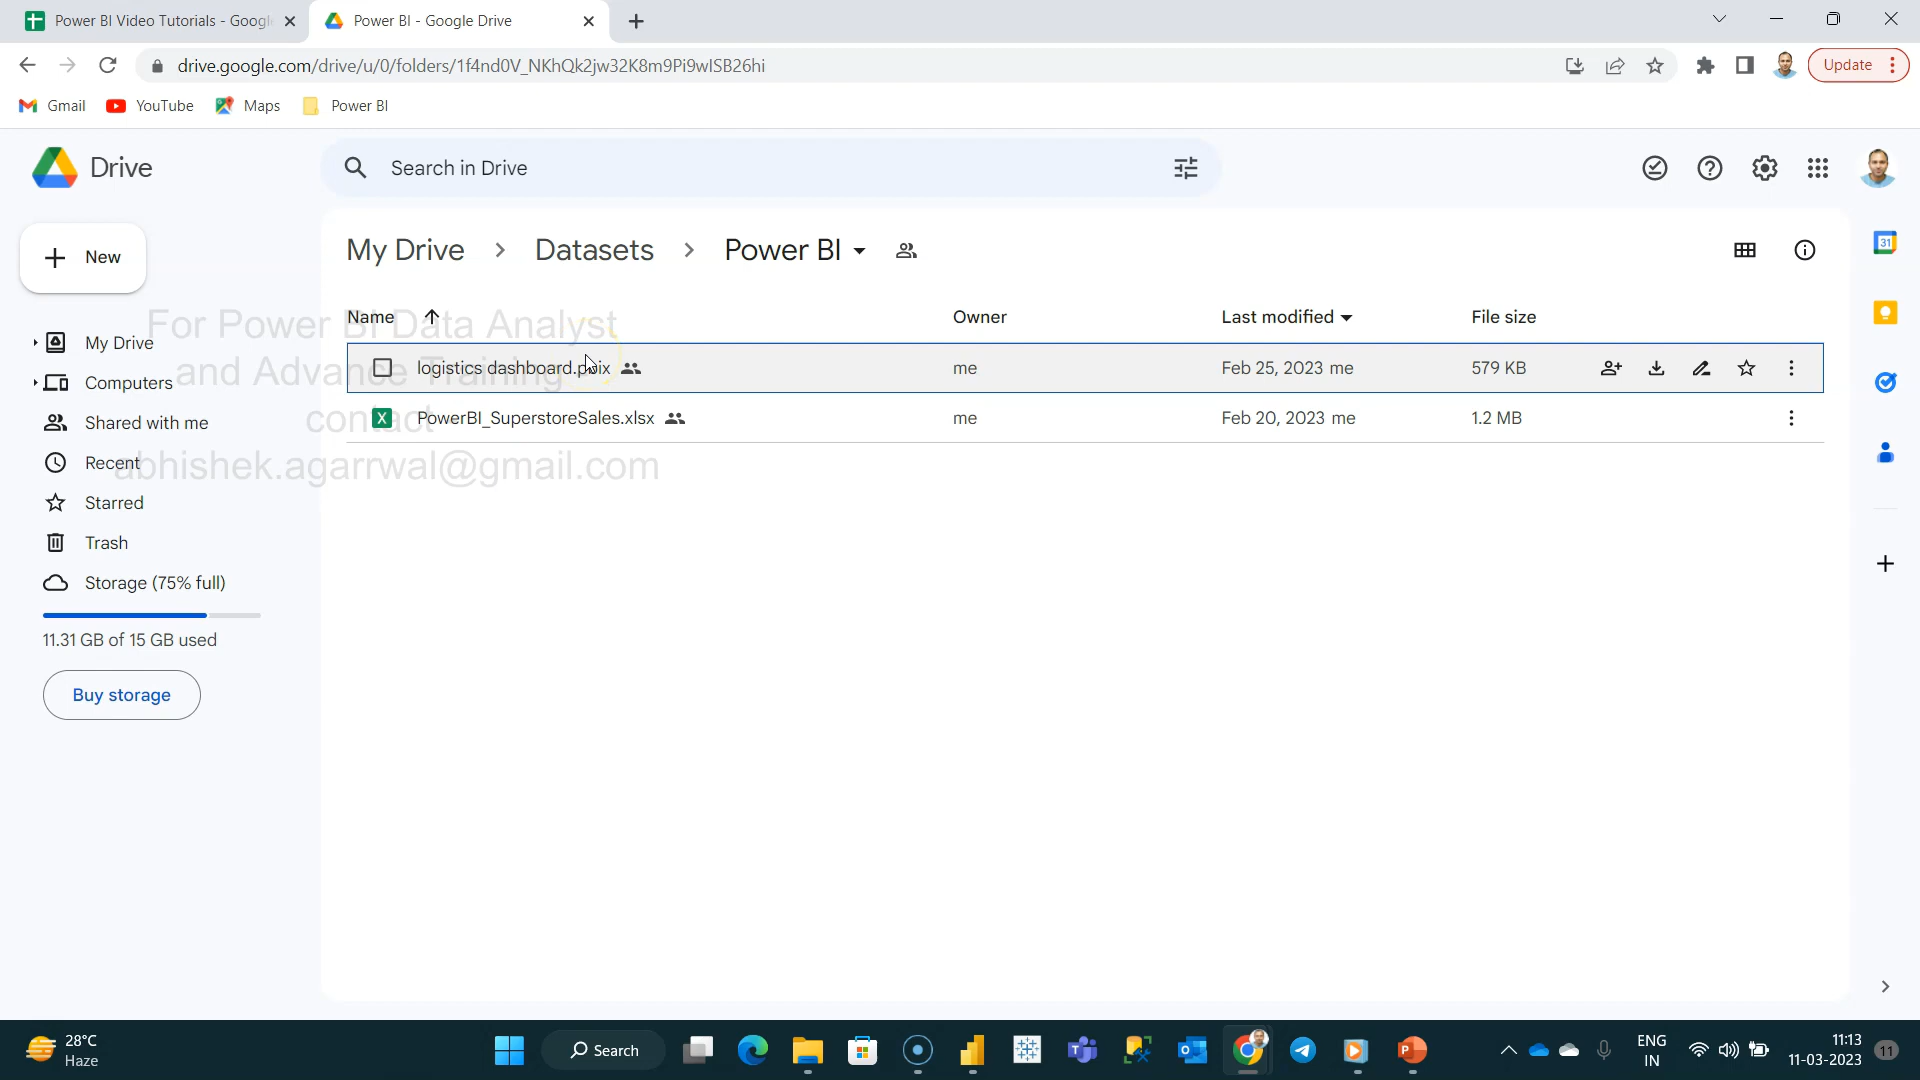 Power BI Video Tutorials - Googl
Power BI - Google Drive
drive.google.com/drive/u/0/folders/1f4nd0V_NKhQk2jw32K8m9Pi9wISB26hi
Update
Gmail
YouTube
Maps
Power BI
Drive
Search in Drive
New
My Drive
Computers
Shared with me
Recent
Starred
Trash
Storage (75% full)
11.31 GB of 15 GB used
Buy storage
My Drive > Datasets > Power BI
Name Owner Last modified File size
logistics dashboard.pbix me Feb 25, 2023 me 579 KB
PowerBI_SuperstoreSales.xlsx me Feb 20, 2023 me 1.2 MB
For Power BI Data Analyst
and Advance Training
contact
abhishek.agarrwal@gmail.com
31
28°C
Haze
Search
ENG
IN
11:13
11-03-2023
11